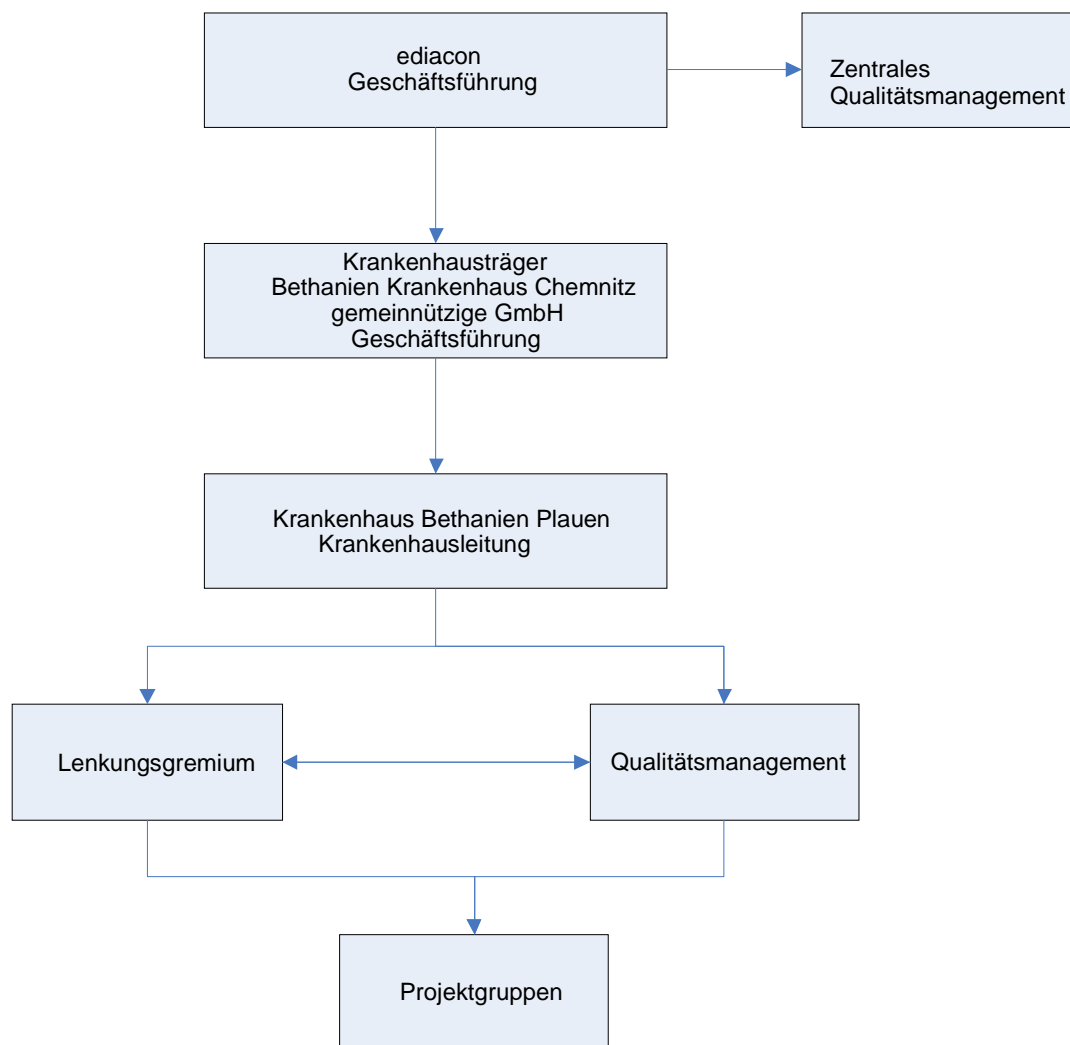 ediacon
Geschäftsführung
Zentrales
Qualitätsmanagement
Krankenhausträger
Bethanien Krankenhaus Chemnitz
gemeinnützige GmbH
Geschäftsführung
Krankenhaus Bethanien Plauen
Krankenhausleitung
Lenkungsgremium
Qualitätsmanagement
Projektgruppen